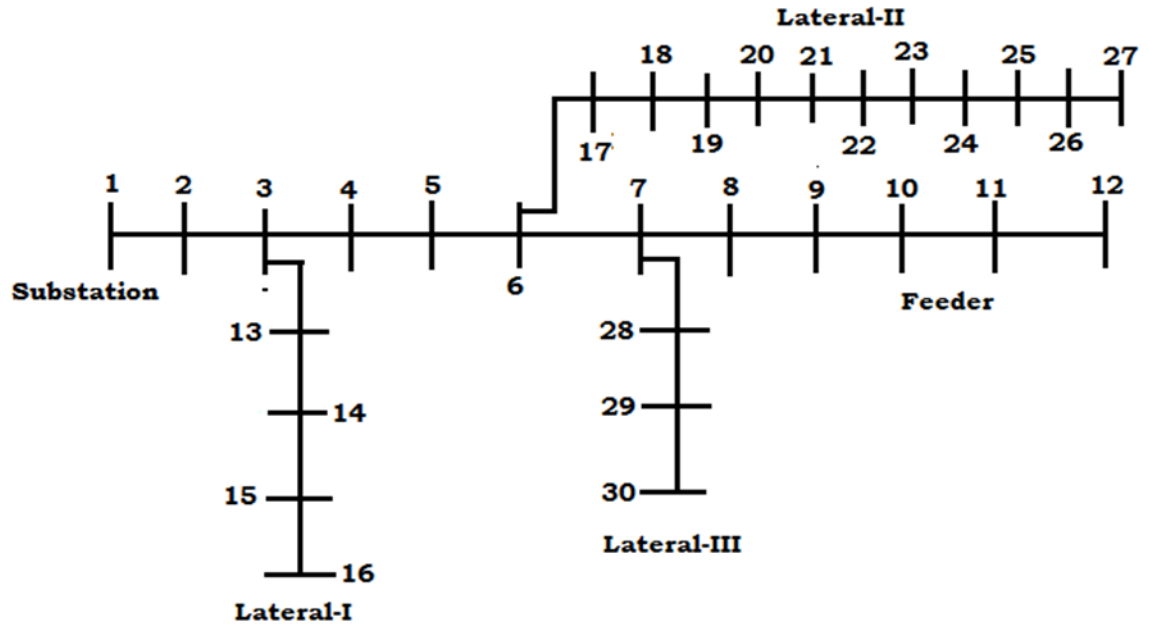 Lateral-II
18 20 21 23 25 27
17 19 22 24 26
1 2 3 4 5 7 8 9 10 11 12
6
Substation
Feeder
13 28
14 29
15 30
16
Lateral-III
Lateral-I